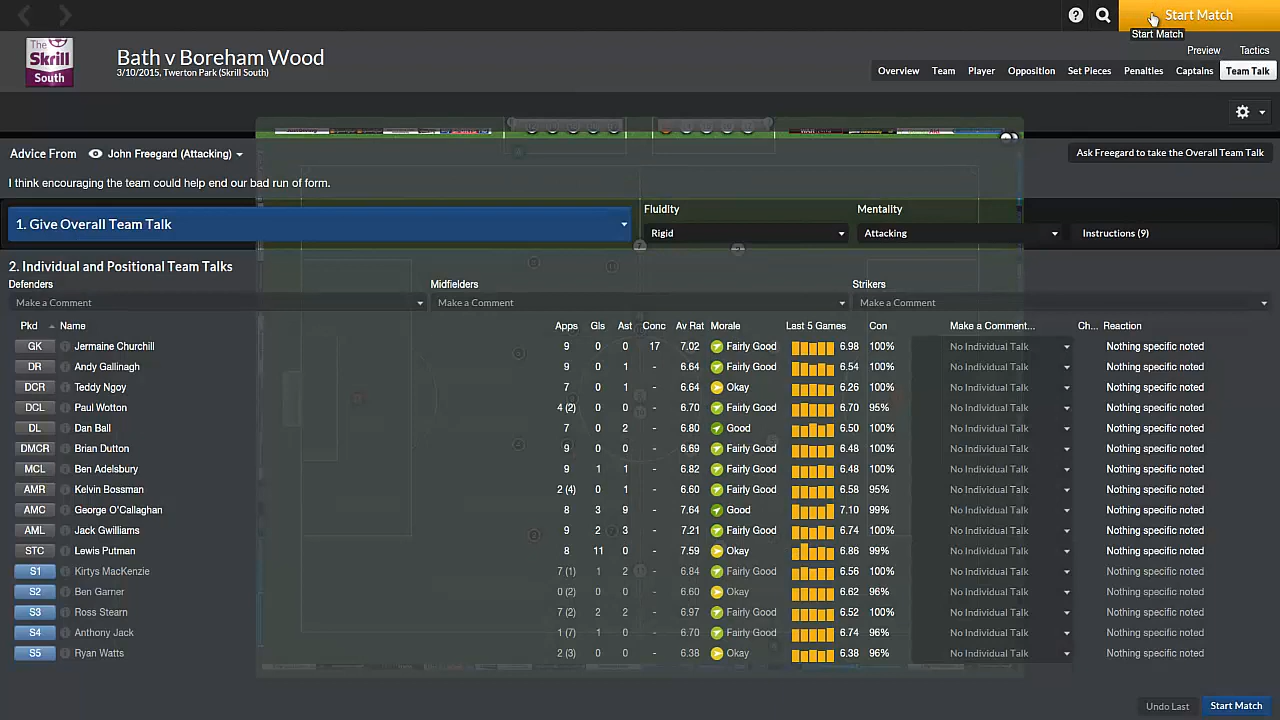 Start Match
Start Match
The
Skrill
South
Bath v Boreham Wood
3/10/2015, Twerton Park (Skrill South)
Preview Tactics
Overview Team Player Opposition Set Pieces Penalties Captains Team Talk
Advice From John Freegard (Attacking)
Ask Freegard to take the Overall Team Talk
I think encouraging the team could help end our bad run of form.
1. Give Overall Team Talk
Fluidity Mentality
Rigid Attacking Instructions (9)
2. Individual and Positional Team Talks
Defenders Midfielders Strikers
Make a Comment Make a Comment Make a Comment
Pkd Name Apps Gls Ast Conc Av Rat Morale Last 5 Games Con Make a Comment... Ch... Reaction
GK Jermaine Churchill 9 0 0 17 7.02 Fairly Good 6.98 100% No Individual Talk Nothing specific noted
DR Andy Gallinagh 9 0 1 - 6.64 Fairly Good 6.54 100% No Individual Talk Nothing specific noted
DCR Teddy Ngoy 7 0 1 - 6.64 Okay 6.26 100% No Individual Talk Nothing specific noted
DCL Paul Wotton 4 (2) 0 0 - 6.70 Fairly Good 6.70 95% No Individual Talk Nothing specific noted
DL Dan Ball 7 0 2 - 6.80 Good 6.50 100% No Individual Talk Nothing specific noted
DMCR Brian Dutton 9 0 0 - 6.69 Fairly Good 6.48 100% No Individual Talk Nothing specific noted
MCL Ben Adelsbury 9 1 1 - 6.82 Fairly Good 6.48 100% No Individual Talk Nothing specific noted
AMR Kelvin Bossman 2 (4) 0 1 - 6.60 Fairly Good 6.58 95% No Individual Talk Nothing specific noted
AMC George O'Callaghan 8 3 9 - 7.64 Good 7.10 99% No Individual Talk Nothing specific noted
AML Jack Gwilliams 9 2 3 - 7.21 Fairly Good 6.74 100% No Individual Talk Nothing specific noted
STC Lewis Putman 8 11 0 - 7.59 Okay 6.86 99% No Individual Talk Nothing specific noted
S1 Kirtys MacKenzie 7 (1) 1 2 - 6.84 Fairly Good 6.56 100% No Individual Talk Nothing specific noted
S2 Ben Garner 0 (2) 0 0 - 6.60 Okay 6.62 96% No Individual Talk Nothing specific noted
S3 Ross Stearn 7 (2) 2 2 - 6.97 Fairly Good 6.52 100% No Individual Talk Nothing specific noted
S4 Anthony Jack 1 (7) 1 0 - 6.70 Fairly Good 6.74 96% No Individual Talk Nothing specific noted
S5 Ryan Watts 2 (3) 0 0 - 6.38 Okay 6.38 96% No Individual Talk Nothing specific noted
Undo Last Start Match